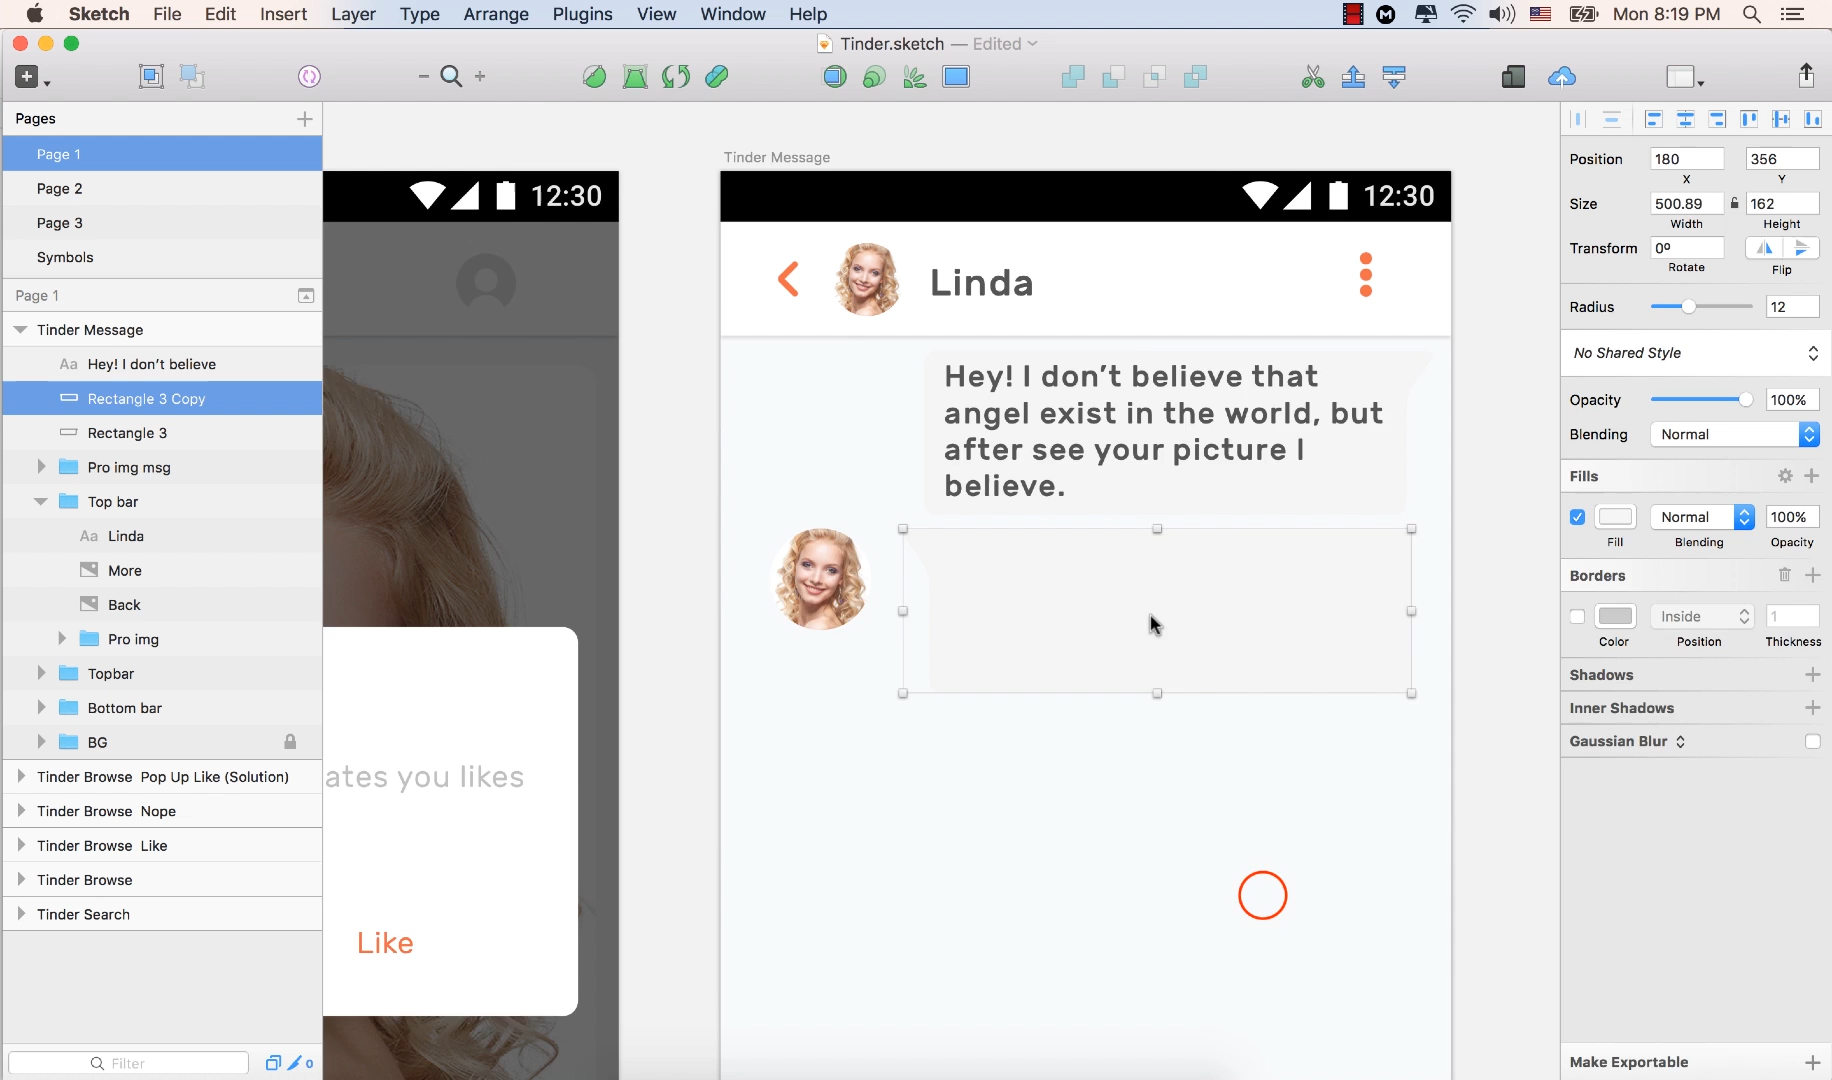 Sketch File Edit Insert Layer Type Arrange Plugins View Window Help
Mon 8:19 PM
Tinder.sketch — Edited
Pages
Page 1
Page 2
Page 3
Symbols
Page 1
Tinder Message
Aa Hey! I don't believe
Rectangle 3 Copy
Rectangle 3
Pro img msg
Top bar
Aa Linda
More
Back
Pro img
Topbar
Bottom bar
BG
Tinder Browse Pop Up Like (Solution)
Tinder Browse Nope
Tinder Browse Like
Tinder Browse
Tinder Search
Filter
0
12:30
ates you likes
Like
Tinder Message
12:30
Linda
Hey! I don't believe that
angel exist in the world, but
after see your picture I
believe.
Position 180 356
X Y
Size 500.89 162
Width Height
Transform 0º
Rotate Flip
Radius 12
No Shared Style
Opacity 100%
Blending Normal
Fills
Normal 100%
Fill Blending Opacity
Borders
Inside 1
Color Position Thickness
Shadows
Inner Shadows
Gaussian Blur
Make Exportable